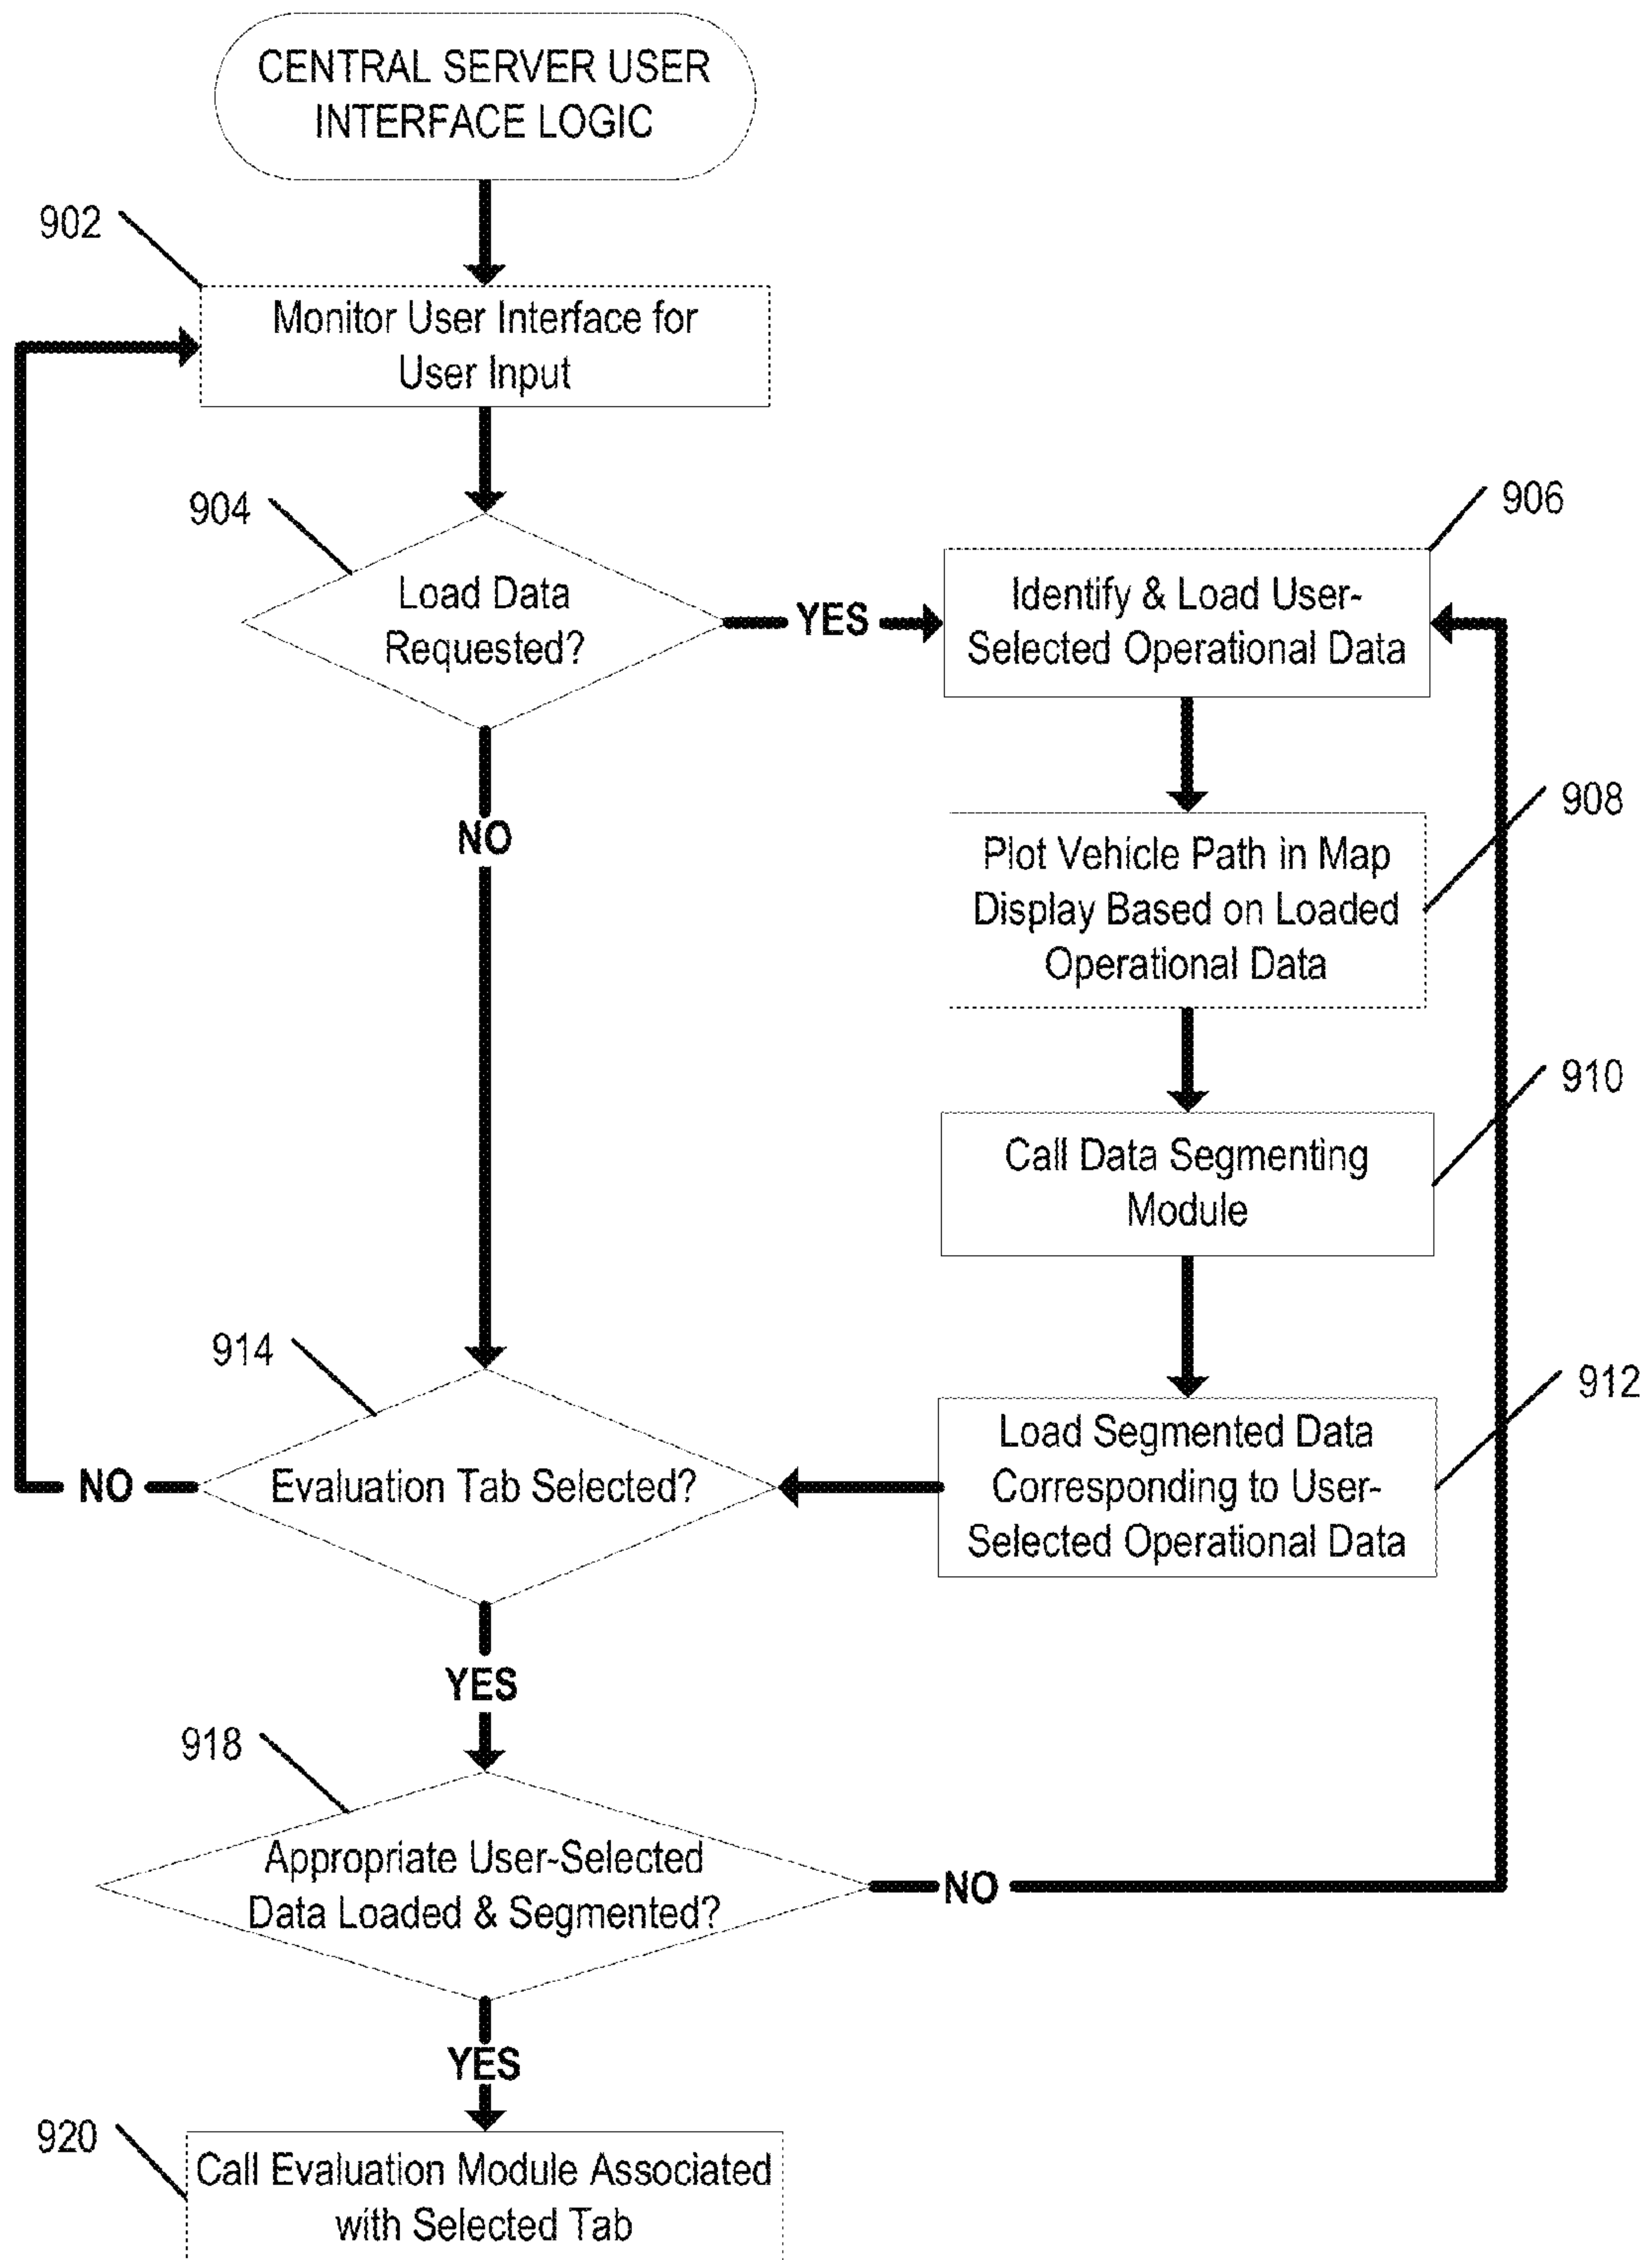 CENTRAL SERVER USER
INTERFACE LOGIC
902
Monitor User Interface for
User Input
904
Load Data
Requested?
YES
906
Identify & Load User-
Selected Operational Data
NO
908
Plot Vehicle Path in Map
Display Based on Loaded
Operational Data
910
Call Data Segmenting
Module
912
Load Segmented Data
Corresponding to User-
Selected Operational Data
914
Evaluation Tab Selected?
NO
YES
918
Appropriate User-Selected
Data Loaded & Segmented?
NO
YES
920
Call Evaluation Module Associated
with Selected Tab